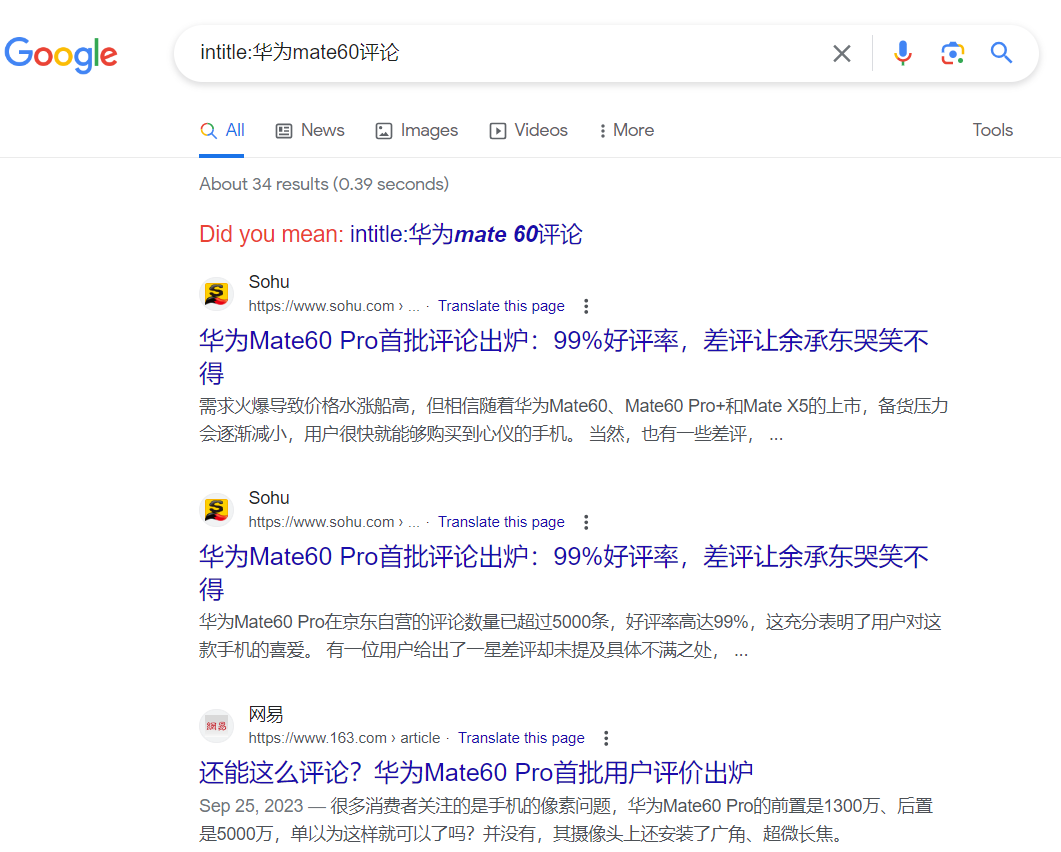 Google
intitle:华为mate60评论
All News Images Videos More Tools
About 34 results (0.39 seconds)
Did you mean: intitle:华为mate 60评论
Sohu
https://www.sohu.com › ... · Translate this page
华为Mate60 Pro首批评论出炉：99%好评率，差评让余承东哭笑不
得
需求火爆导致价格水涨船高，但相信随着华为Mate60、Mate60 Pro+和Mate X5的上市，备货压力
会逐渐减小，用户很快就能够购买到心仪的手机。 当然，也有一些差评， ...
Sohu
https://www.sohu.com › ... · Translate this page
华为Mate60 Pro首批评论出炉：99%好评率，差评让余承东哭笑不
得
华为Mate60 Pro在京东自营的评论数量已超过5000条，好评率高达99%，这充分表明了用户对这
款手机的喜爱。 有一位用户给出了一星差评却未提及具体不满之处， ...
網易
网易
https://www.163.com › article · Translate this page
还能这么评论？华为Mate60 Pro首批用户评价出炉
Sep 25, 2023 — 很多消费者关注的是手机的像素问题，华为Mate60 Pro的前置是1300万、后置
是5000万，单以为这样就可以了吗？并没有，其摄像头上还安装了广角、超微长焦。